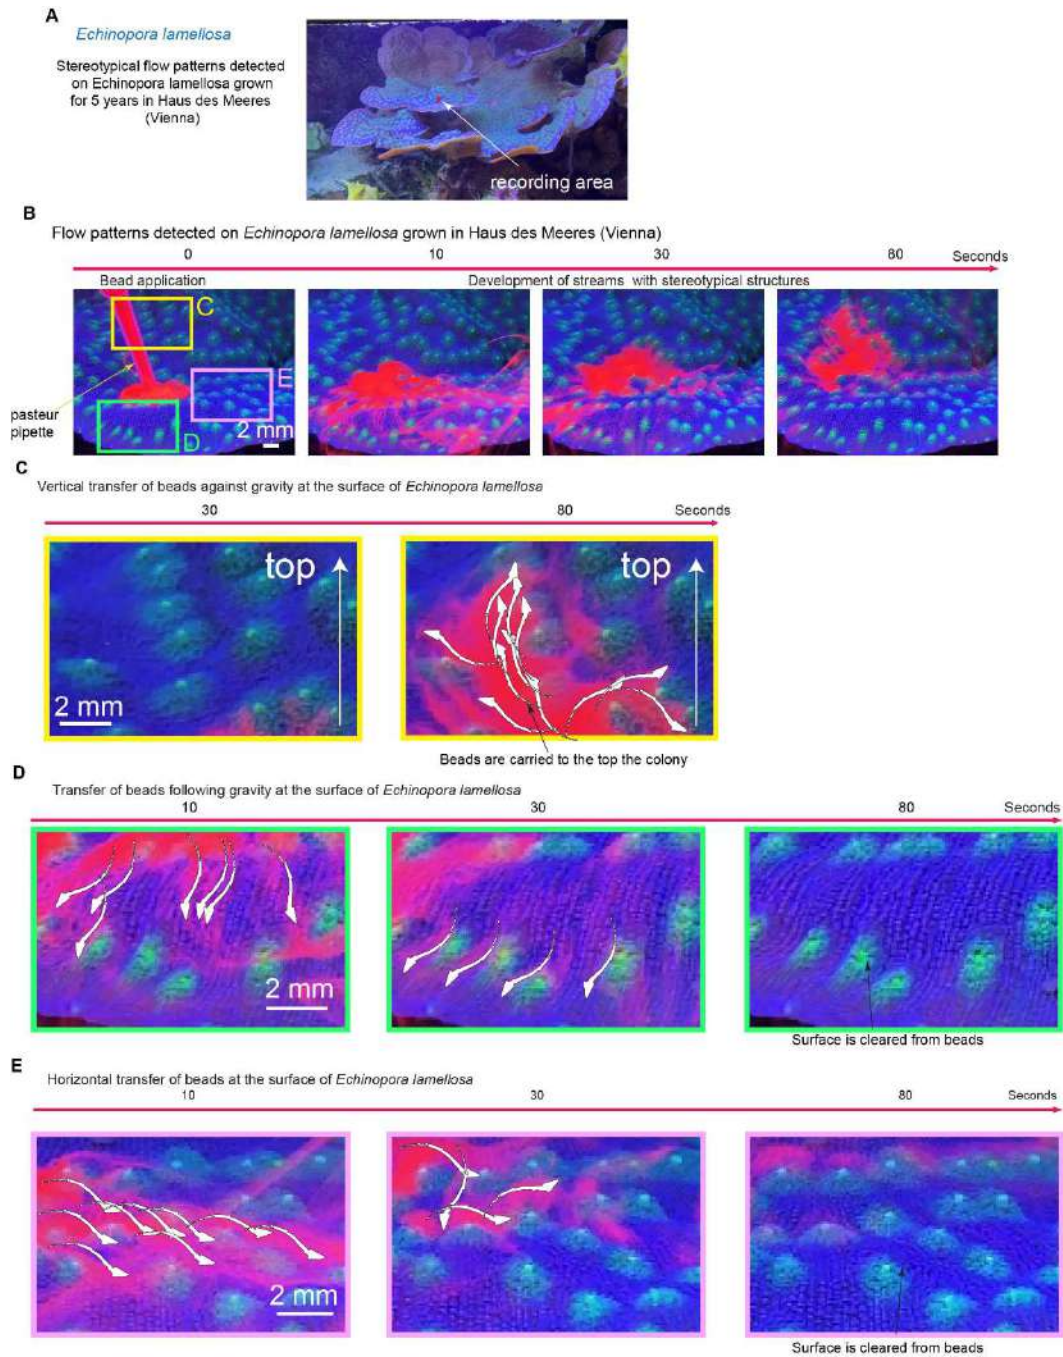 A
Echinopora lamellosa
Stereotypical flow patterns detected
on Echinopora lamellosa grown
for 5 years in Haus des Meeres
(Vienna)
recording area
B
Flow patterns detected on Echinopora lamellosa grown in Haus des Meeres (Vienna)
0 10 30 80 Seconds
Bead application Development of streams with stereotypical structures
C
E
D
pasteur
pipette
2 mm
C
Vertical transfer of beads against gravity at the surface of Echinopora lamellosa
30 80 Seconds
top top
2 mm
Beads are carried to the top the colony
D
Transfer of beads following gravity at the surface of Echinopora lamellosa
10 30 80 Seconds
2 mm
Surface is cleared from beads
E
Horizontal transfer of beads at the surface of Echinopora lamellosa
10 30 80 Seconds
2 mm
Surface is cleared from beads